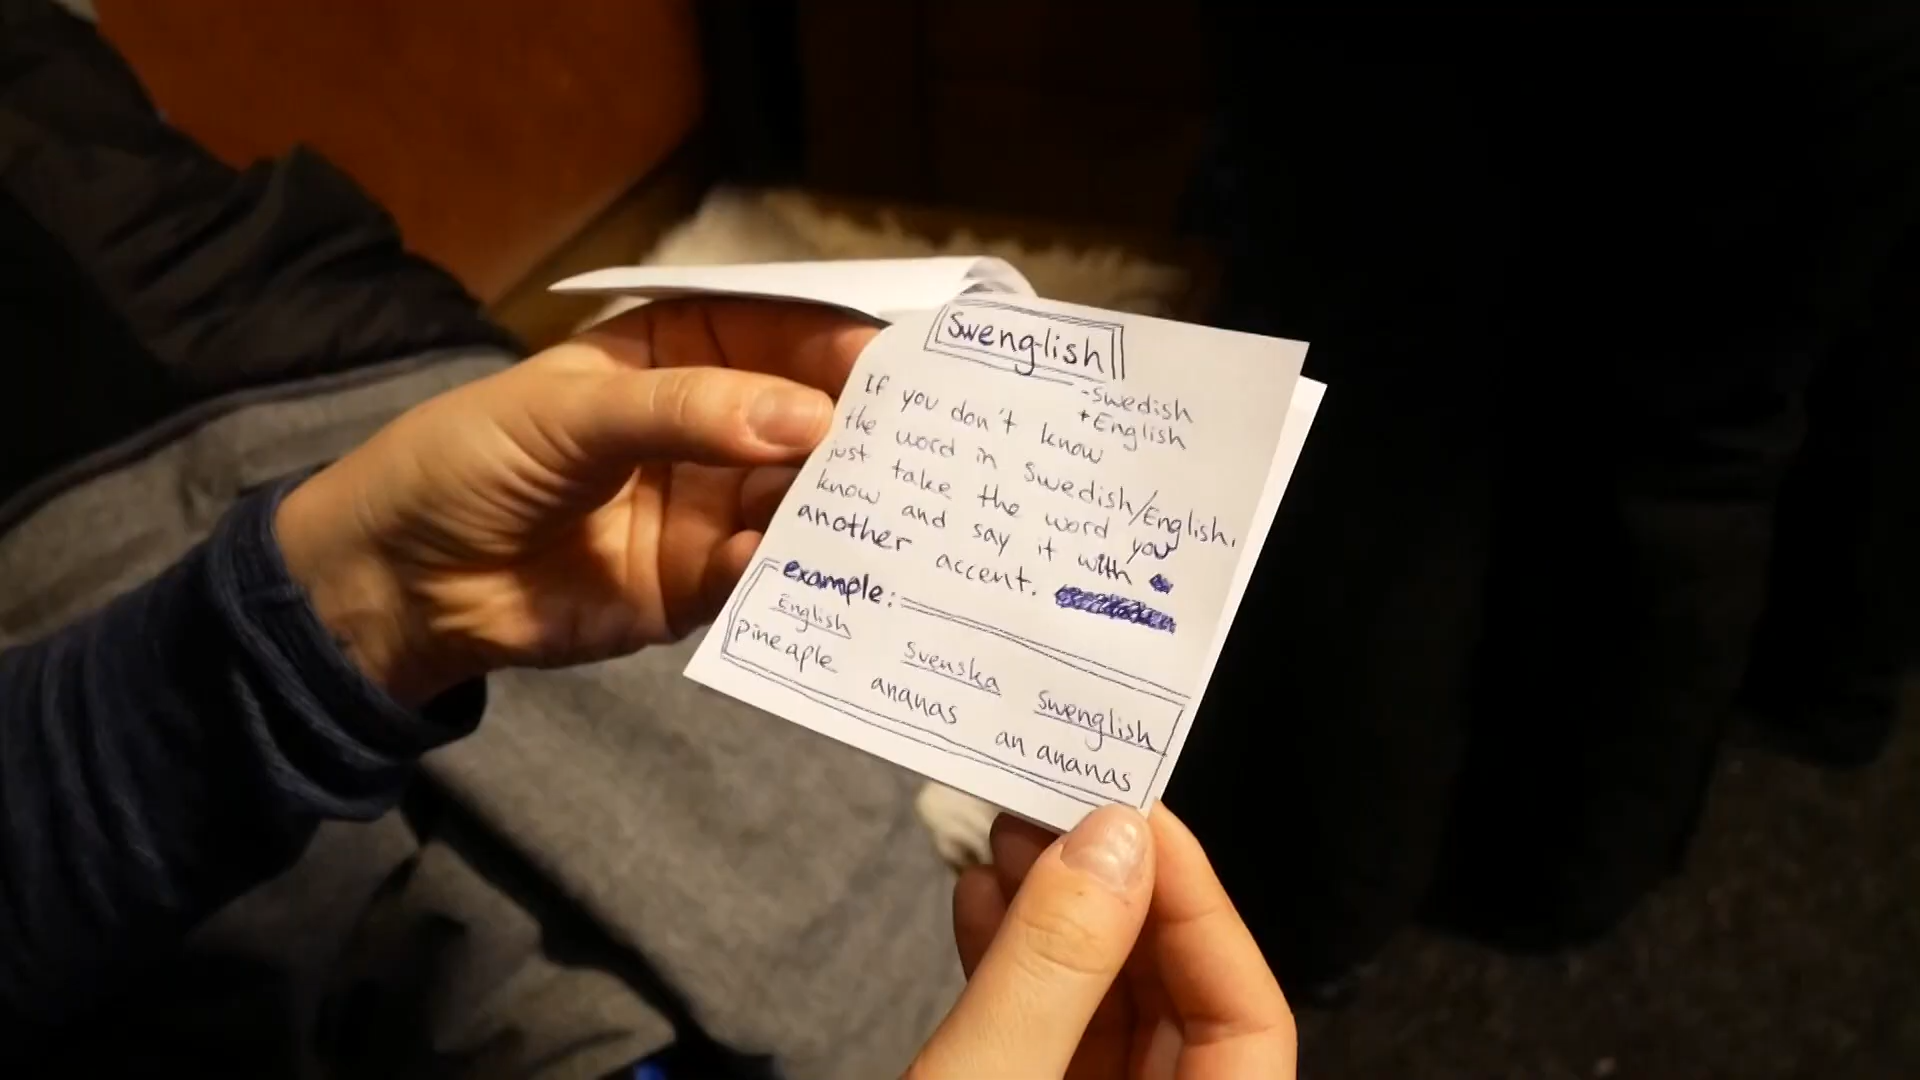 Swenglish
-Swedish
+English
If you don't know
the word in Swedish/English,
just take the word you
know and say it with
another accent.
example:
English
pineaple
Svenska
ananas
Swenglish
an ananas